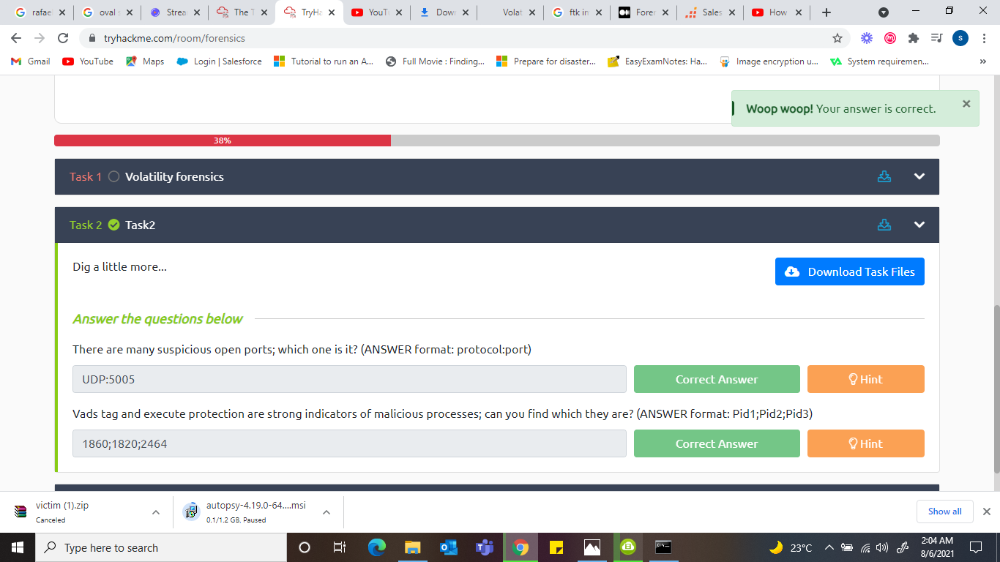 rafae
oval s
Strea
The T
TryHa
YouTu
Down
Volat
ftk im
Foren
Sales
How
tryhackme.com/room/forensics
S
Gmail
YouTube
Maps
Login | Salesforce
Tutorial to run an A...
Full Movie : Finding...
Prepare for disaster...
EasyExamNotes: Ha...
Image encryption u...
System requiremen...
»
Woop woop! Your answer is correct.
38%
Task 1 Volatility forensics
Task 2 Task2
Dig a little more...
Download Task Files
Answer the questions below
There are many suspicious open ports; which one is it? (ANSWER format: protocol:port)
UDP:5005
Correct Answer
Hint
Vads tag and execute protection are strong indicators of malicious processes; can you find which they are? (ANSWER format: Pid1;Pid2;Pid3)
1860;1820;2464
Correct Answer
Hint
victim (1).zip
Canceled
autopsy-4.19.0-64....msi
0.1/1.2 GB, Paused
Show all
Type here to search
23°C
2:04 AM
8/6/2021